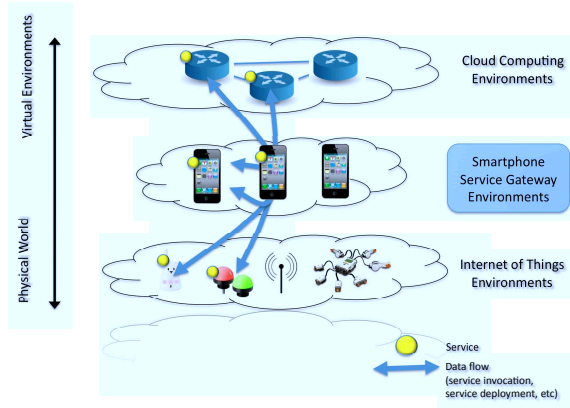 Virtual Environments
Physical World
Cloud Computing
Environments
Smartphone
Service Gateway
Environments
Internet of Things
Environments
Service
Data flow
(service invocation,
service deployment, etc)